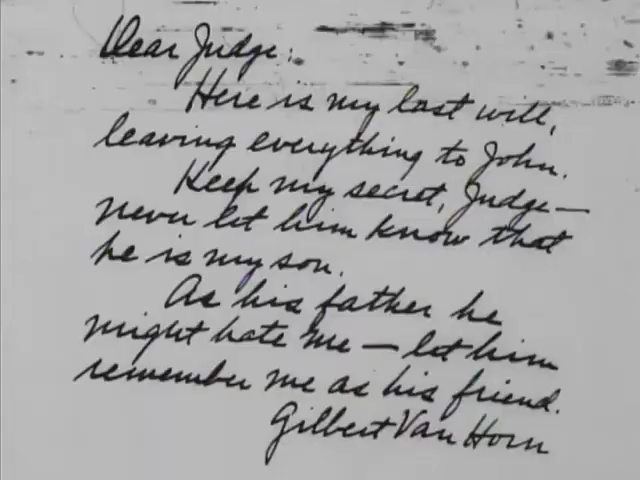 Dear Judge:
Here is my last will,
leaving everything to John.
Keep my secret, Judge—
never let him know that
he is my son.
As his father he
might hate me — let him
remember me as his friend.
Gilbert Van Horn